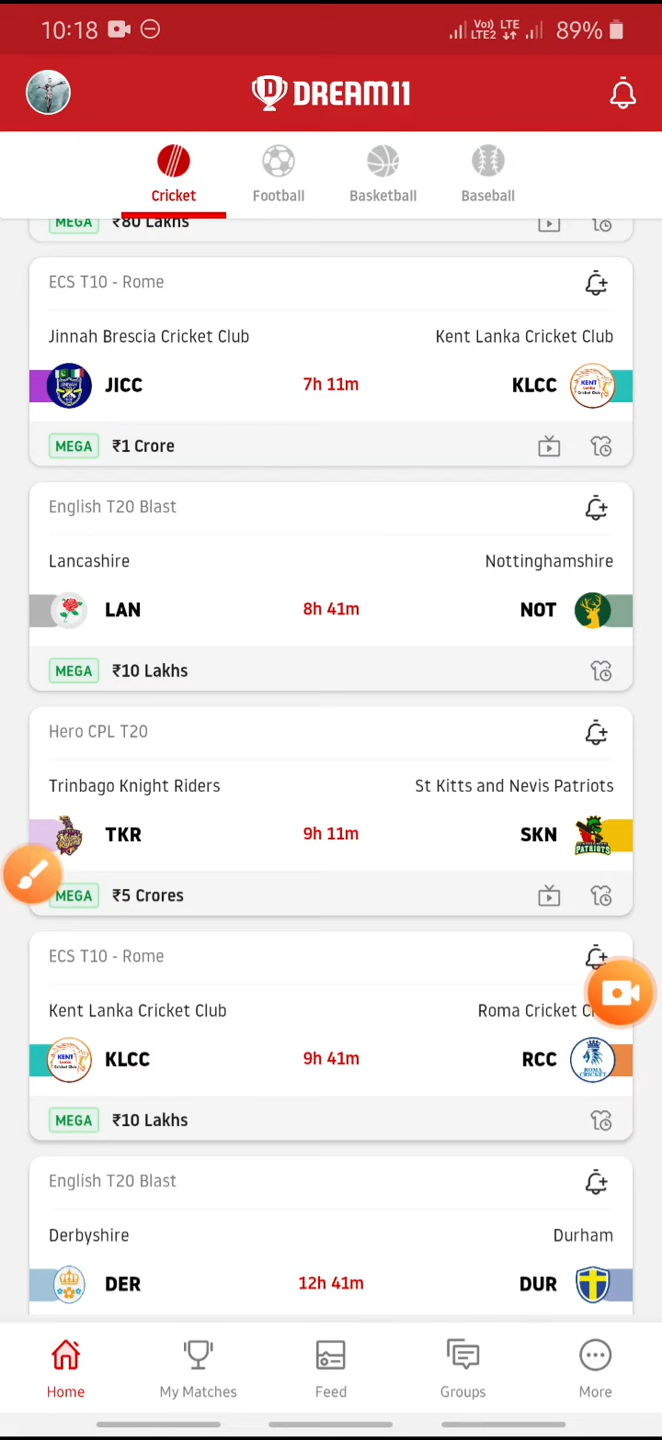 10:18 Vo)) LTE LTE2 89%
DREAM11
Cricket Football Basketball Baseball
MEGA ₹80 Lakhs
ECS T10 - Rome
Jinnah Brescia Cricket Club Kent Lanka Cricket Club
JICC 7h 11m KLCC
MEGA ₹1 Crore
English T20 Blast
Lancashire Nottinghamshire
LAN 8h 41m NOT
MEGA ₹10 Lakhs
Hero CPL T20
Trinbago Knight Riders St Kitts and Nevis Patriots
TKR 9h 11m SKN
PATRIOTS
MEGA ₹5 Crores
ECS T10 - Rome
Kent Lanka Cricket Club Roma Cricket
KLCC 9h 41m RCC
MEGA ₹10 Lakhs
English T20 Blast
Derbyshire Durham
DER 12h 41m DUR
Home My Matches Feed Groups More